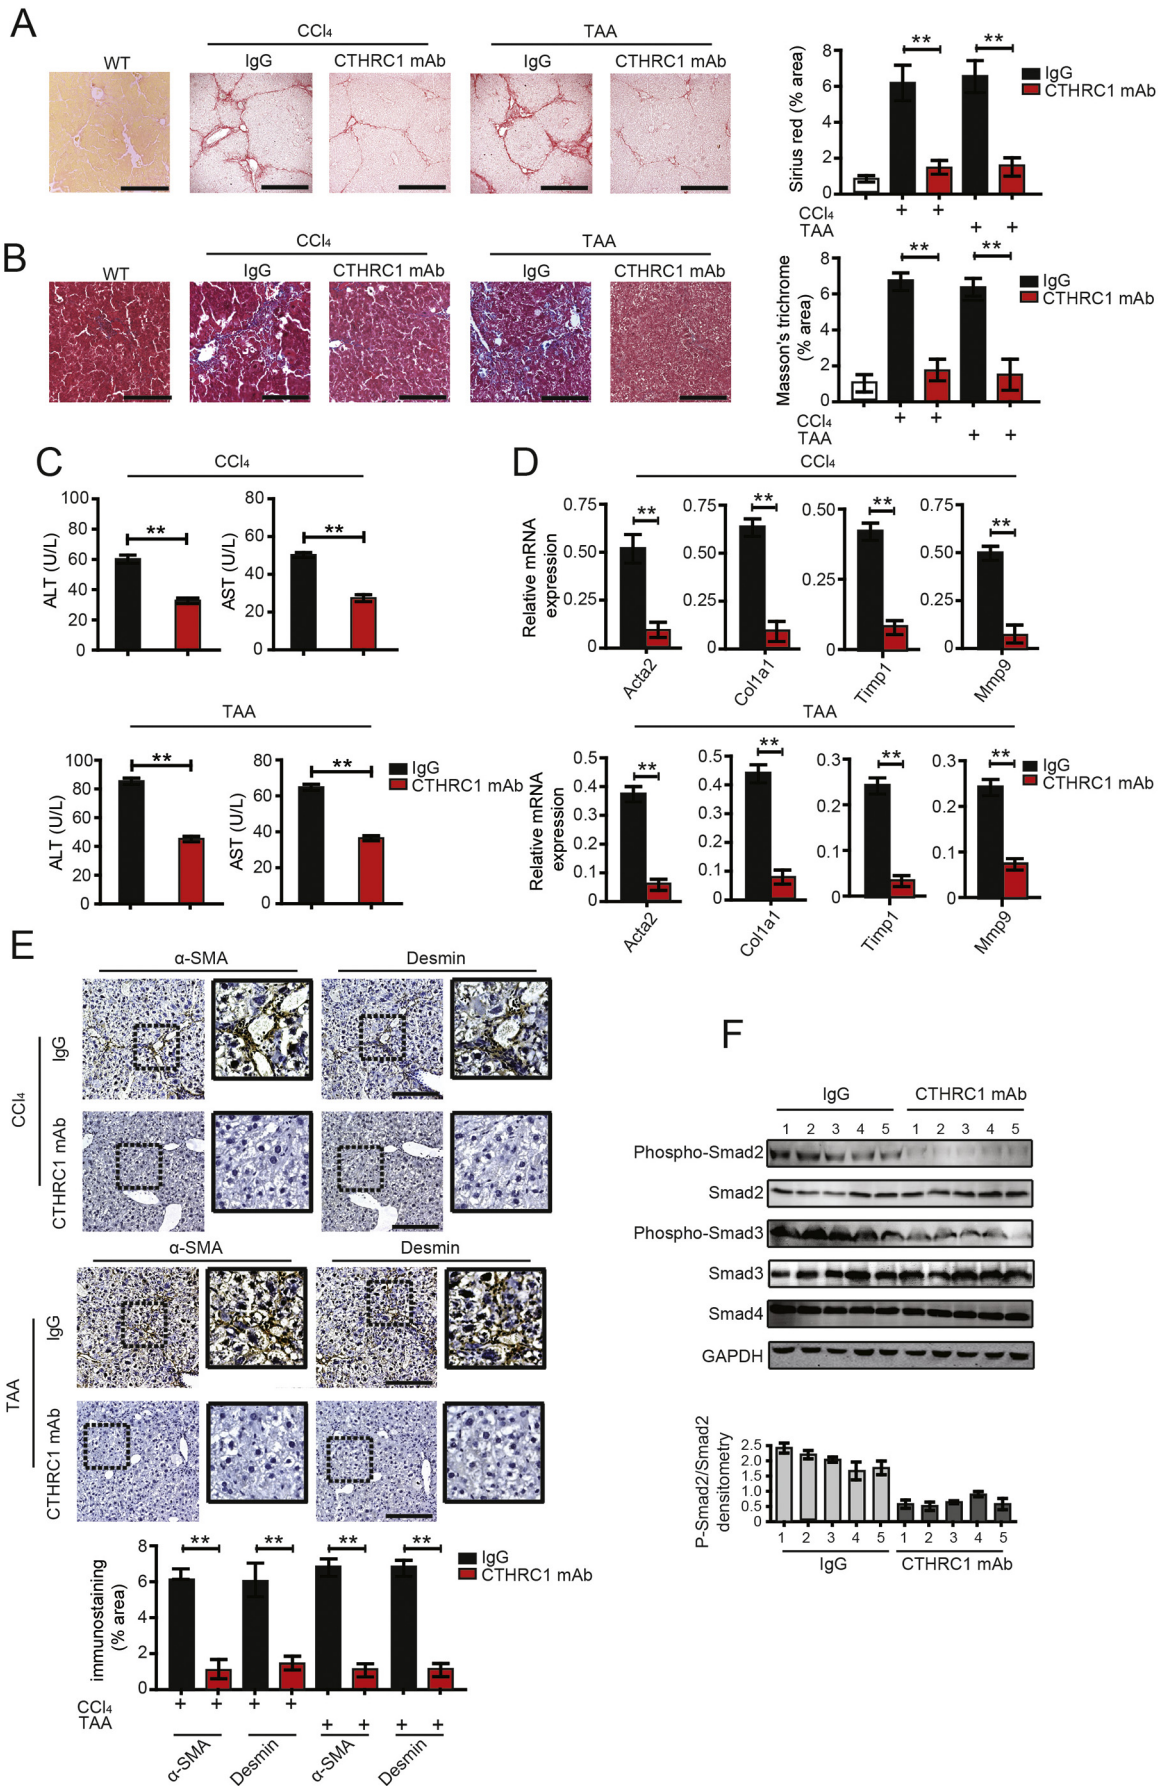 A
CCl₄
TAA
WT
IgG
CTHRC1 mAb
IgG
CTHRC1 mAb
Sirius red (% area)
8
6
4
2
0
**
**
IgG
CTHRC1 mAb
CCl₄ + +
TAA + +
B
CCl₄
TAA
WT
IgG
CTHRC1 mAb
IgG
CTHRC1 mAb
Masson's trichrome
(% area)
8
6
4
2
0
**
**
IgG
CTHRC1 mAb
CCl₄ + +
TAA + +
C
CCl₄
ALT (U/L)
100
80
60
40
20
0
**
AST (U/L)
80
60
40
20
0
**
TAA
ALT (U/L)
100
80
60
40
20
0
**
AST (U/L)
80
60
40
20
0
**
IgG
CTHRC1 mAb
D
CCl₄
Relative mRNA
expression
0.75
0.50
0.25
0
**
Acta2
0.75
0.50
0.25
0
**
Col1a1
0.50
0.25
0
**
Timp1
0.75
0.50
0.25
0
**
Mmp9
TAA
Relative mRNA
expression
0.5
0.4
0.3
0.2
0.1
0
**
Acta2
0.5
0.4
0.3
0.2
0.1
0
**
Col1a1
0.3
0.2
0.1
0
**
Timp1
0.3
0.2
0.1
0
**
Mmp9
IgG
CTHRC1 mAb
E
α-SMA
Desmin
CCl₄
IgG
CTHRC1 mAb
α-SMA
Desmin
TAA
IgG
CTHRC1 mAb
immunostaining
(% area)
8
6
4
2
0
**
**
**
**
IgG
CTHRC1 mAb
CCl₄ + + + +
TAA + + + +
α-SMA
Desmin
α-SMA
Desmin
F
IgG
CTHRC1 mAb
1 2 3 4 5 1 2 3 4 5
Phospho-Smad2
Smad2
Phospho-Smad3
Smad3
Smad4
GAPDH
P-Smad2/Smad2
densitometry
2.5
2.0
1.5
1.0
0.5
0
1 2 3 4 5 1 2 3 4 5
IgG
CTHRC1 mAb